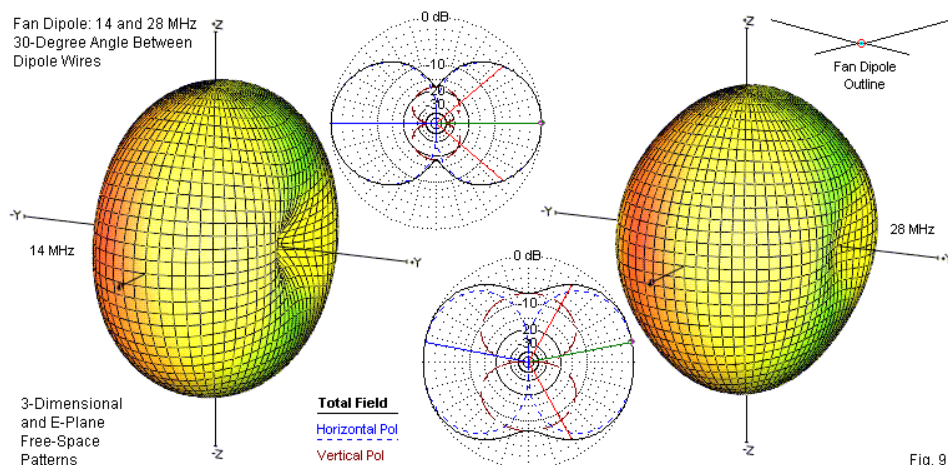 Fan Dipole: 14 and 28 MHz
30-Degree Angle Between
Dipole Wires
-Z
0 dB
-10
20
30
-Z
Fan Dipole
Outline
-Y
14 MHz
+Y
-Y
28 MHz
0 dB
-10
20
30
3-Dimensional
and E-Plane
Free-Space
Patterns
-Z
Total Field
Horizontal Pol
Vertical Pol
-Z
Fig. 9